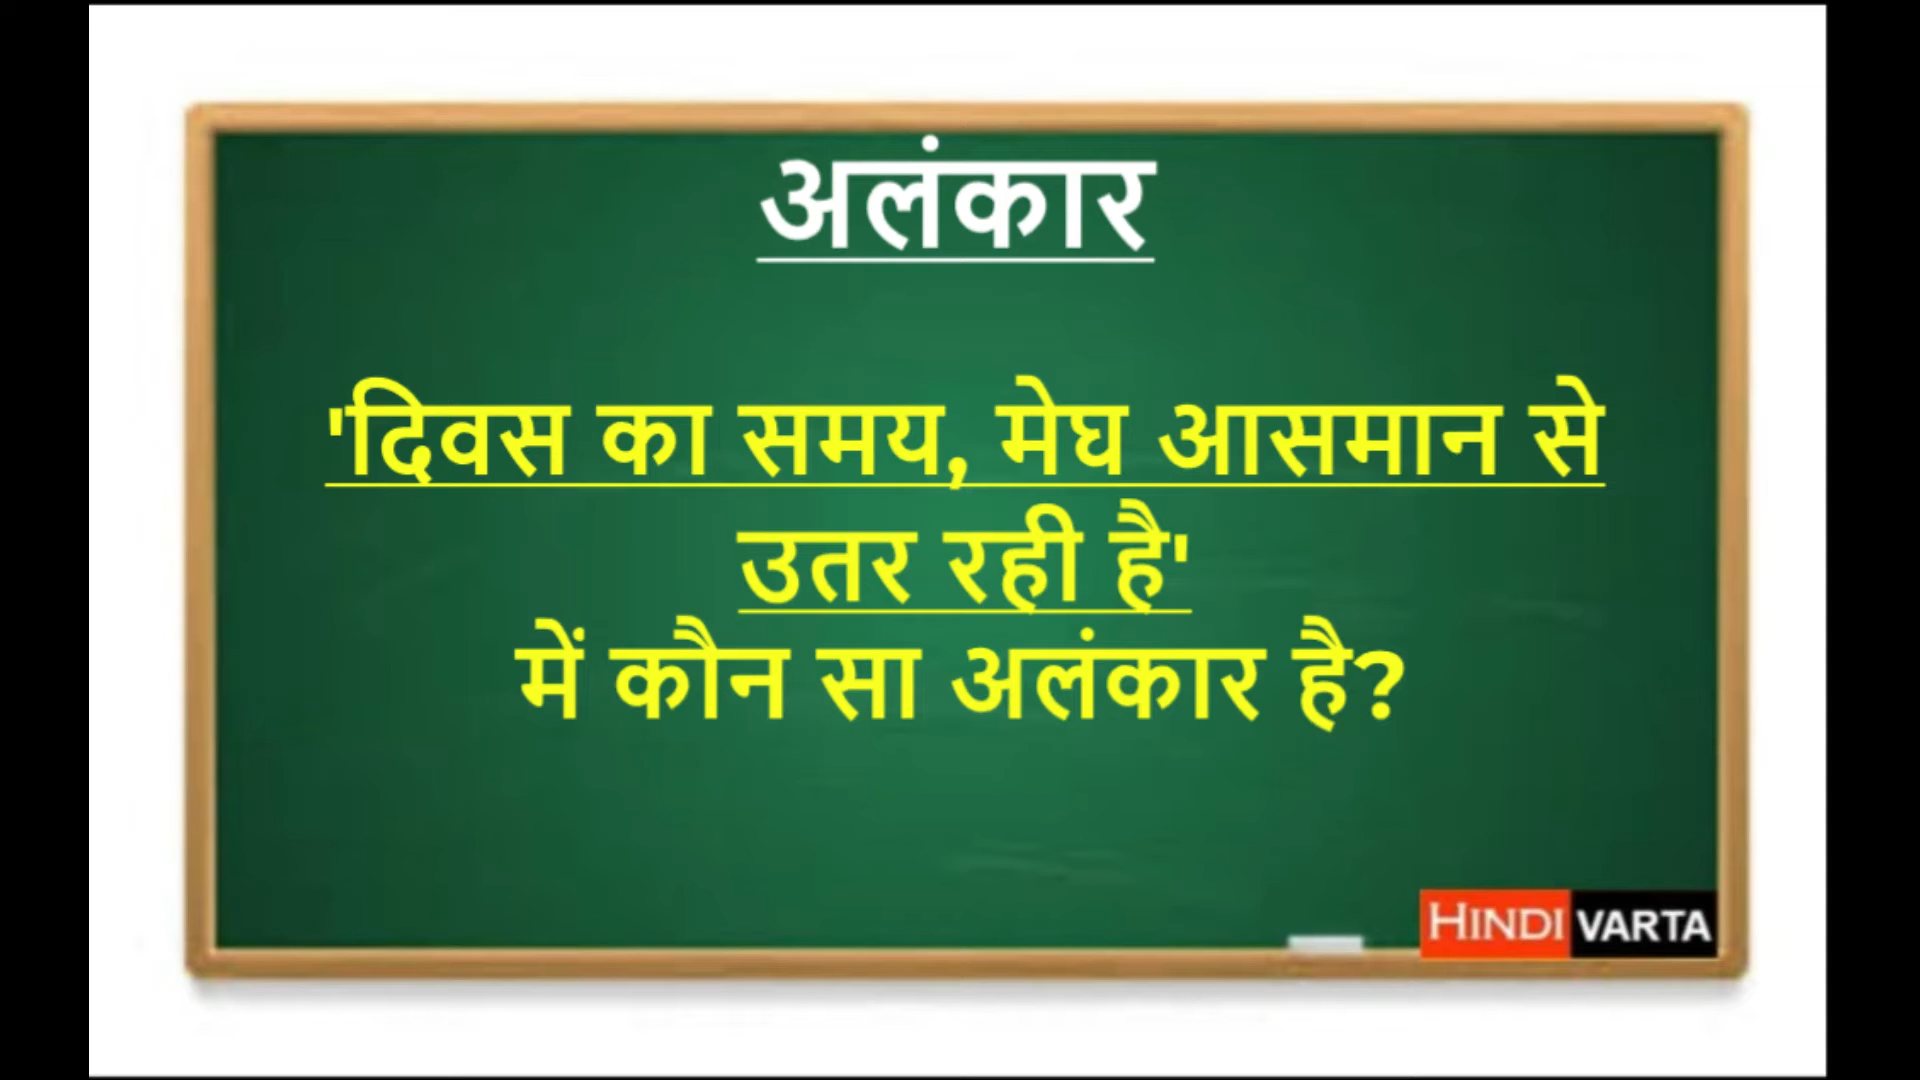 अलंकार
'दिवस का समय, मेघ आसमान से
उतर रही है'
में कौन सा अलंकार है?
HINDI VARTA